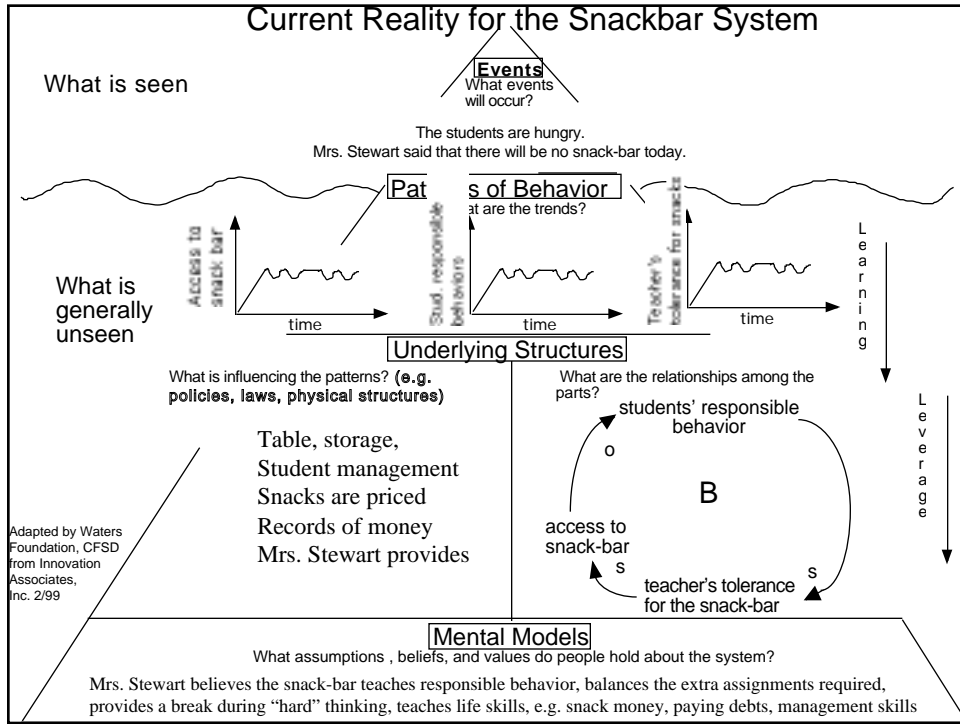 Current Reality for the Snackbar System
What is seen
Events
What events
will occur?
The students are hungry.
Mrs. Stewart said that there will be no snack-bar today.
Pat s of Behavior
at are the trends?
What is
generally
unseen
Access to
snack bar
time
Stud. responsible
behaviors
time
Teacher's
tolerance for snacks
time
Learning
Underlying Structures
What is influencing the patterns? (e.g.
policies, laws, physical structures)
Table, storage,
Student management
Snacks are priced
Records of money
Mrs. Stewart provides
What are the relationships among the
parts?
students' responsible
behavior
o
B
access to
snack-bar
s
s
teacher's tolerance
for the snack-bar
Leverage
Adapted by Waters
Foundation, CFSD
from Innovation
Associates,
Inc. 2/99
Mental Models
What assumptions , beliefs, and values do people hold about the system?
Mrs. Stewart believes the snack-bar teaches responsible behavior, balances the extra assignments required,
provides a break during “hard” thinking, teaches life skills, e.g. snack money, paying debts, management skills